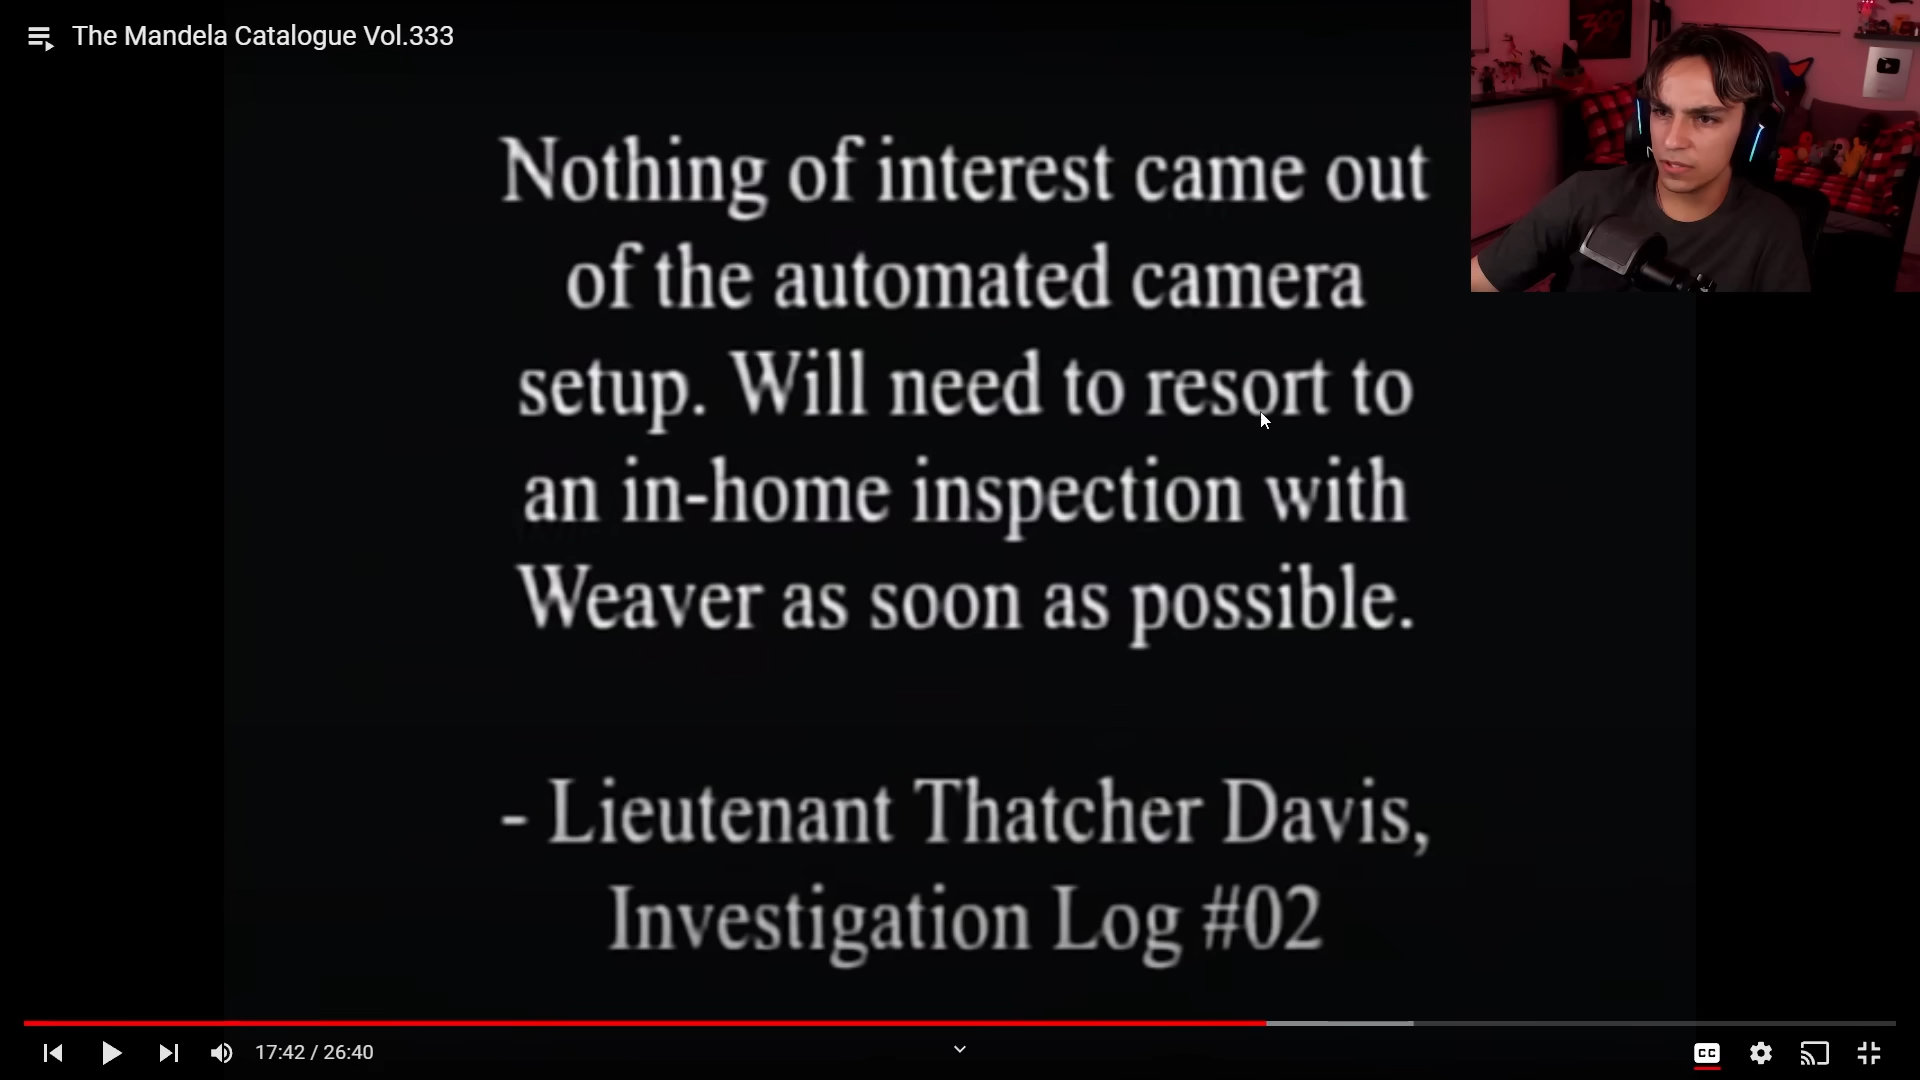 The Mandela Catalogue Vol.333
Nothing of interest came out
of the automated camera
setup. Will need to resort to
an in-home inspection with
Weaver as soon as possible.
- Lieutenant Thatcher Davis,
Investigation Log #02
17:42 / 26:40
CC